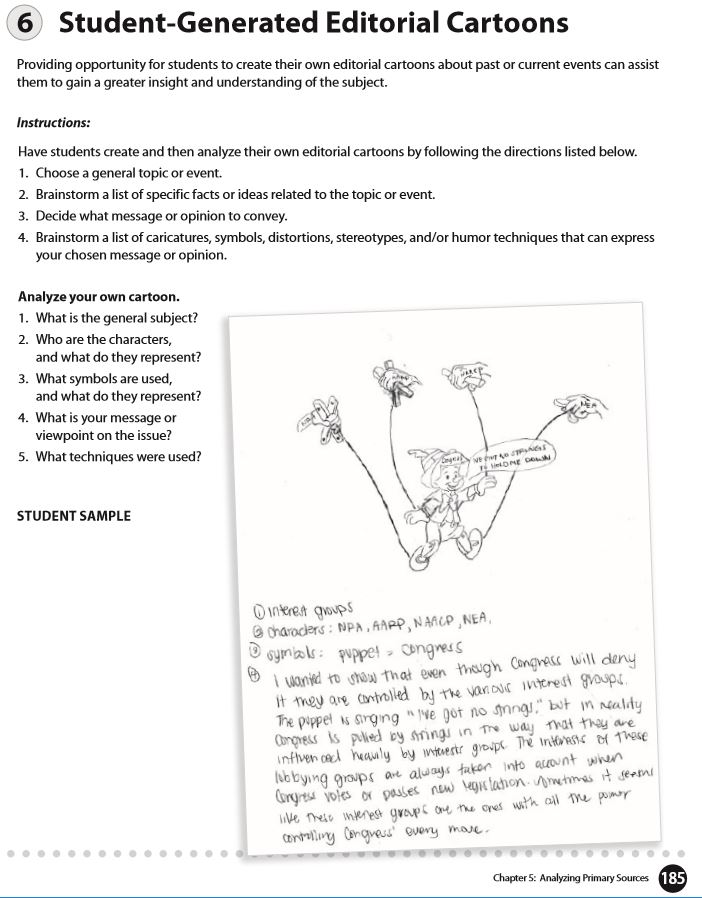 6 Student-Generated Editorial Cartoons
Providing opportunity for students to create their own editorial cartoons about past or current events can assist
them to gain a greater insight and understanding of the subject.
Instructions:
Have students create and then analyze their own editorial cartoons by following the directions listed below.
1. Choose a general topic or event.
2. Brainstorm a list of specific facts or ideas related to the topic or event.
3. Decide what message or opinion to convey.
4. Brainstorm a list of caricatures, symbols, distortions, stereotypes, and/or humor techniques that can express
your chosen message or opinion.
Analyze your own cartoon.
1. What is the general subject?
2. Who are the characters,
and what do they represent?
3. What symbols are used,
and what do they represent?
4. What is your message or
viewpoint on the issue?
5. What techniques were used?
STUDENT SAMPLE
NAACP
NEA
Congress
I'VE GOT NO STRINGS
TO HOLD ME DOWN
① interest groups
② characters: NRA, AARP, NAACP, NEA.
③ symbols: puppet = Congress
④ I wanted to show that even though Congress will deny
it they are controlled by the various interest groups.
The puppet is singing "I've got no strings," but in reality
Congress is pulled by strings in the way that they are
influenced heavily by interests groups. The interests of these
lobbying groups are always taken into account when
Congress votes or passes new legislation. Sometimes it seems
like these interest groups are the ones with all the power
controlling Congress' every move.
Chapter 5: Analyzing Primary Sources 185